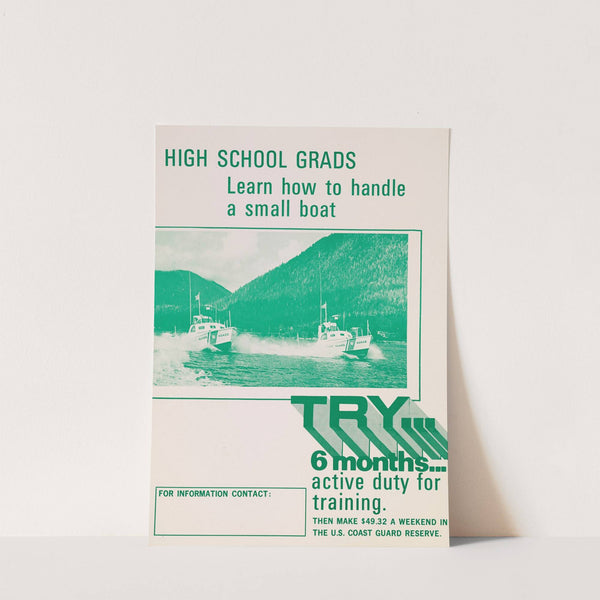 HIGH SCHOOL GRADS
Learn how to handle
a small boat
TRY...
6 months...
active duty for
training.
THEN MAKE $49.32 A WEEKEND IN
THE U.S. COAST GUARD RESERVE.
FOR INFORMATION CONTACT: